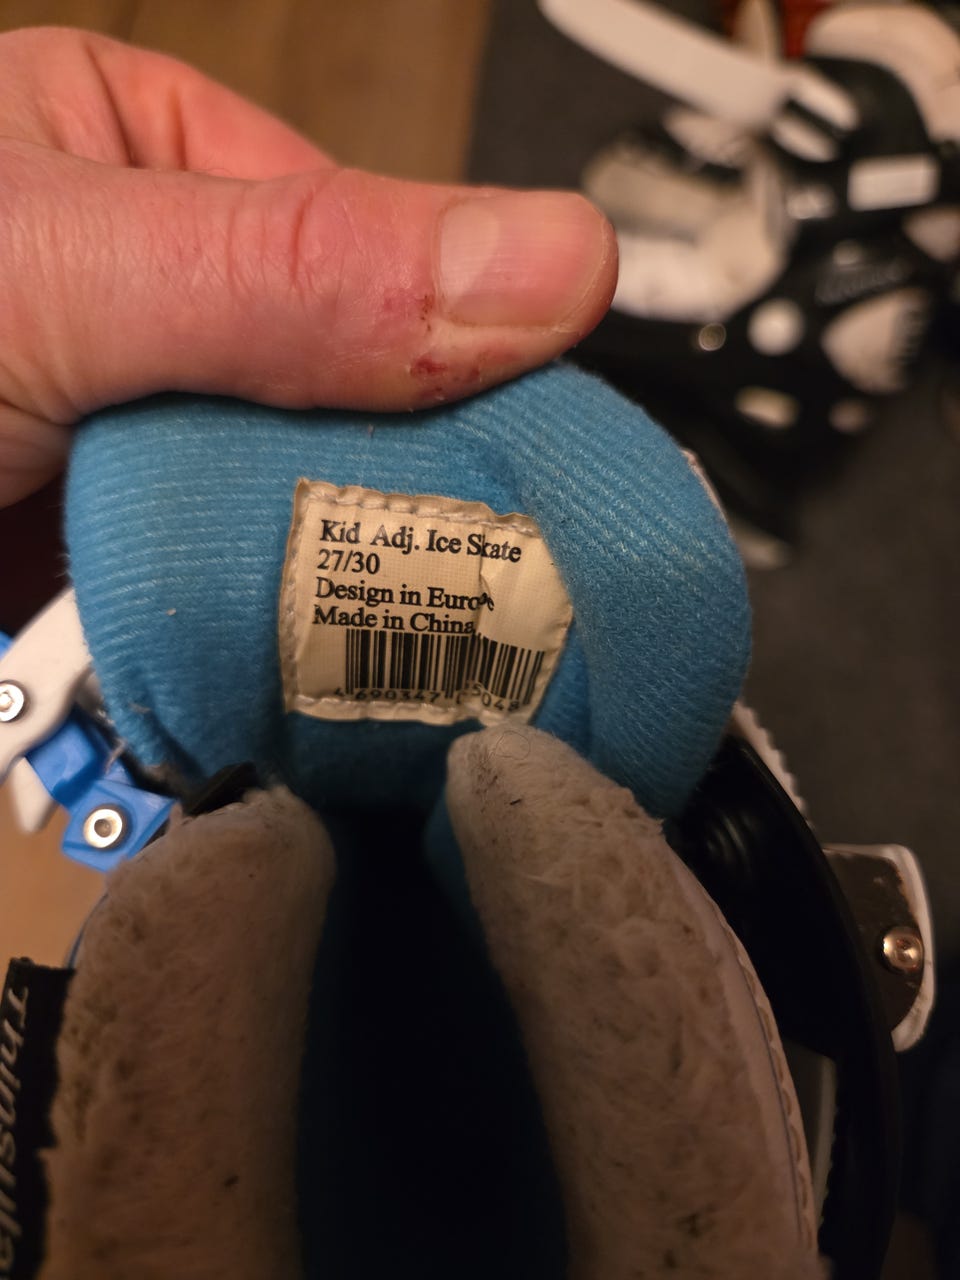 Kid Adj. Ice Skate
27/30
Design in Europe
Made in China